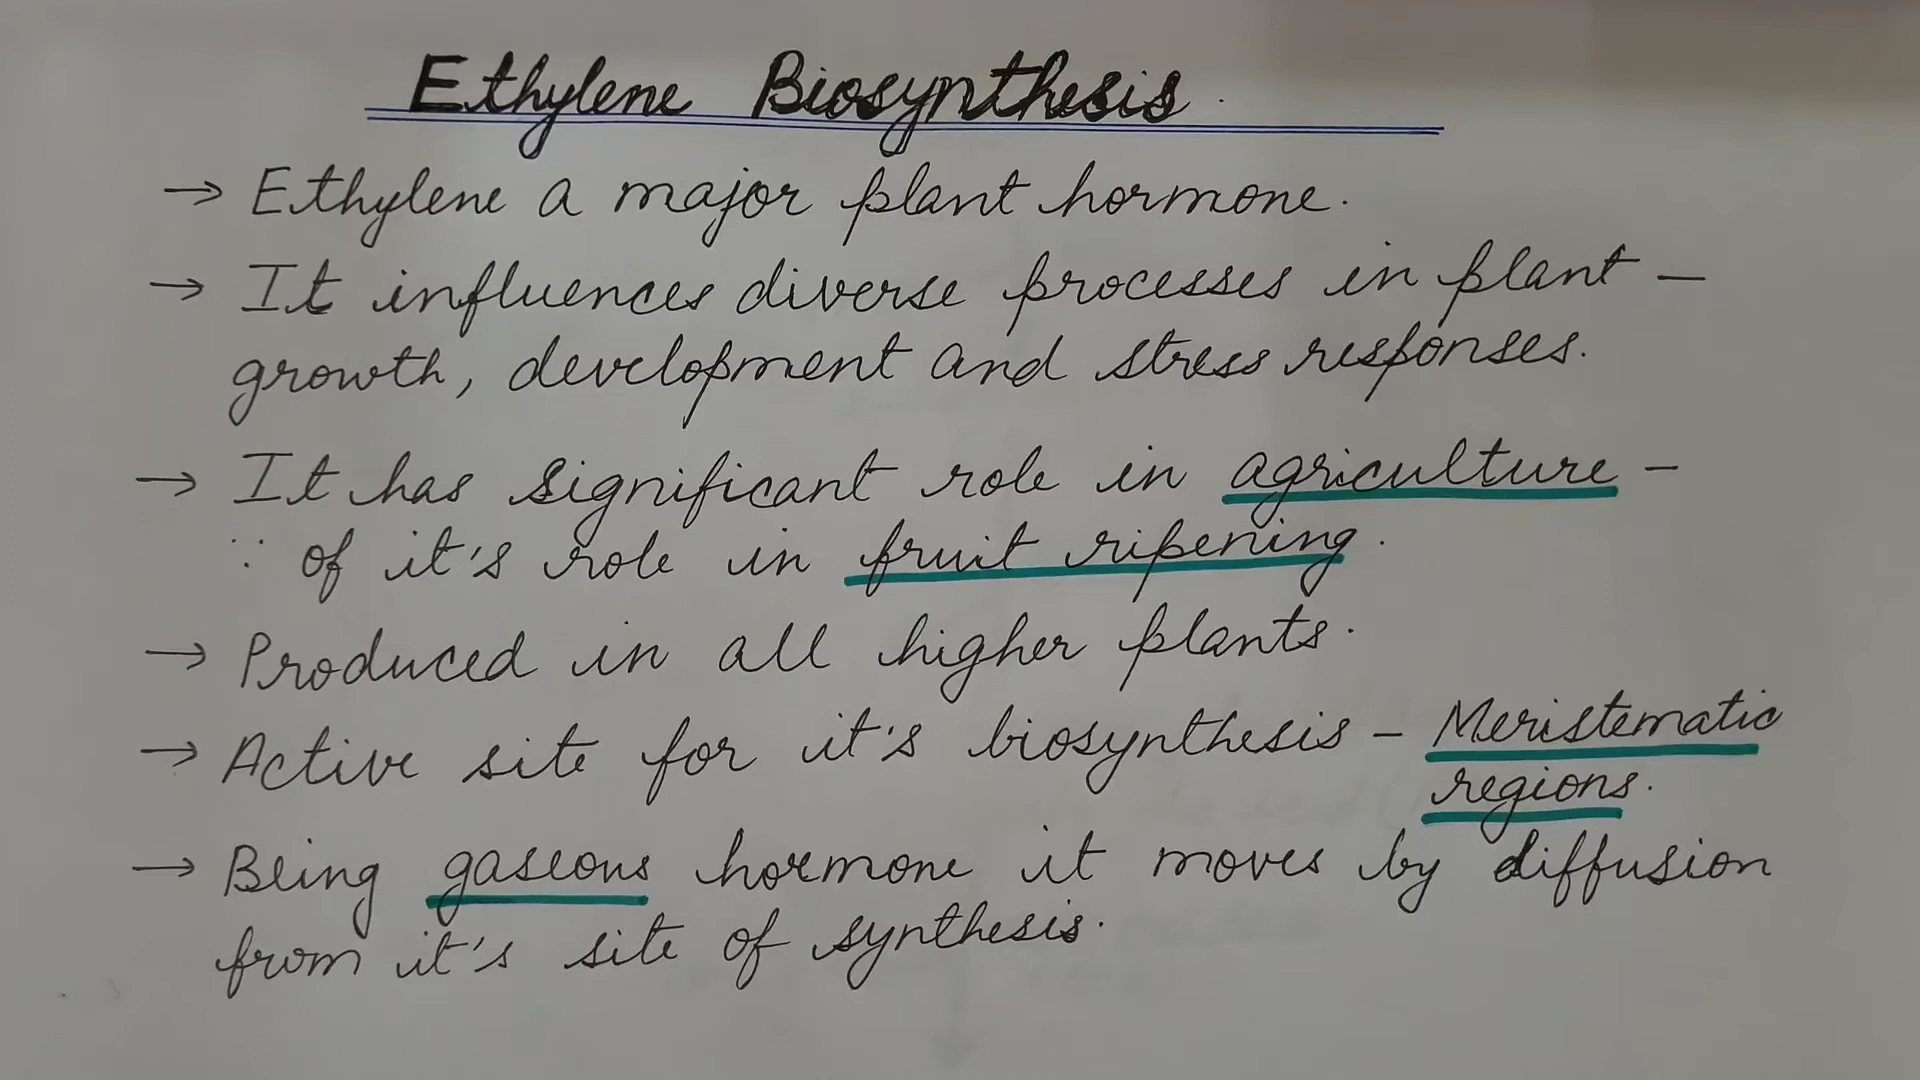 Ethylene Biosynthesis.
→ Ethylene a major plant hormone.
→ It influences diverse processes in plant –
growth, development and stress responses.
→ It has significant role in agriculture –
∵ of it's role in fruit ripening.
→ Produced in all higher plants.
→ Active site for it's biosynthesis – Meristematic
regions.
→ Being gaseous hormone it moves by diffusion
from it's site of synthesis.